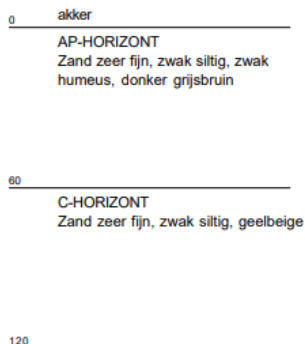 0 akker
AP-HORIZONT
Zand zeer fijn, zwak siltig, zwak
humeus, donker grijsbruin
60
C-HORIZONT
Zand zeer fijn, zwak siltig, geelbeige
120